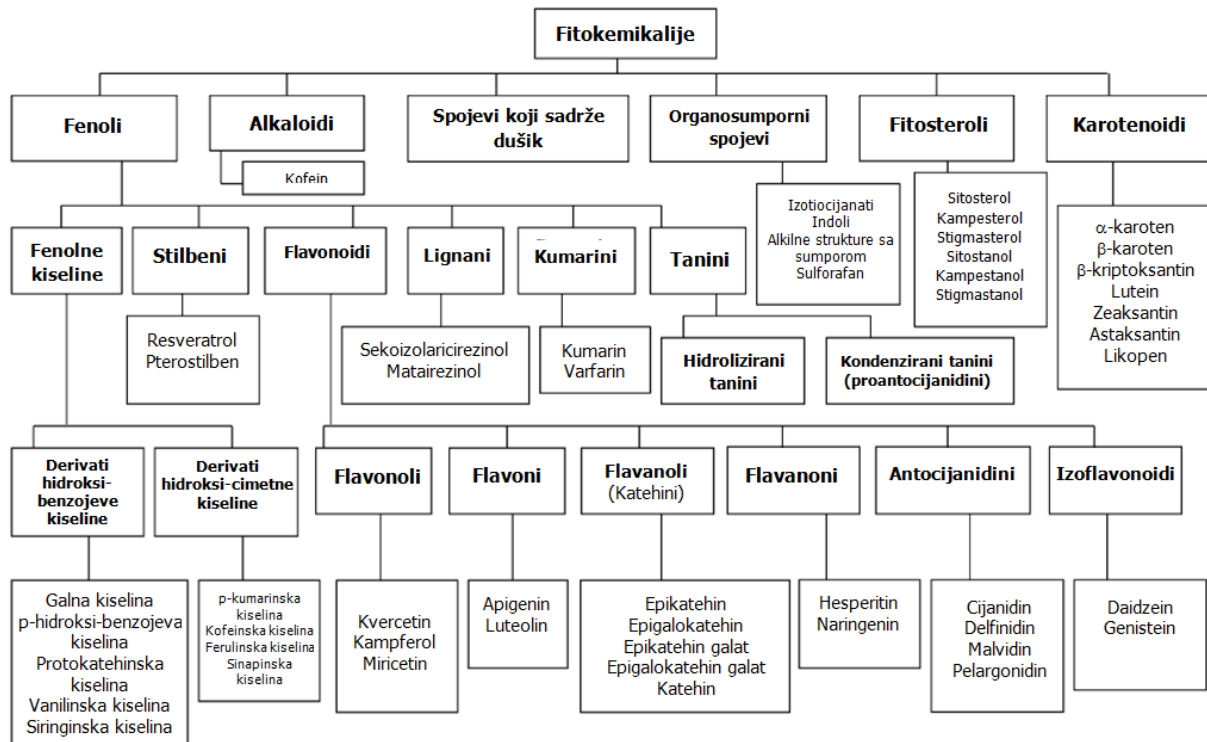 Fitokemikalije
Fenoli
Alkaloidi
Spojevi koji sadrže
dušik
Organosumporni
spojevi
Fitosteroli
Karotenoidi
Kofein
Izotiocijanati
Indoli
Alkilne strukture sa
sumporom
Sulforafan
Sitosterol
Kampesterol
Stigmasterol
Sitostanol
Kampestanol
Stigmastanol
α-karoten
β-karoten
β-kriptoksantin
Lutein
Zeaksantin
Astaksantin
Likopen
Fenolne
kiseline
Stilbeni
Flavonoidi
Lignani
Kumarini
Tanini
Resveratrol
Pterostilben
Sekoizolaricirezinol
Matairezinol
Kumarin
Varfarin
Hidrolizirani
tanini
Kondenzirani tanini
(proantocijanidini)
Derivati
hidroksi-
benzojeve
kiseline
Derivati
hidroksi-cimetne
kiseline
Flavonoli
Flavoni
Flavanoli
(Katehini)
Flavanoni
Antocijanidini
Izoflavonoidi
Galna kiselina
p-hidroksi-benzojeva
kiselina
Protokatehinska
kiselina
Vanilinska kiselina
Siringinska kiselina
p-kumarinska
kiselina
Kofeinska kiselina
Ferulinska kiselina
Sinapinska
kiselina
Kvercetin
Kampferol
Miricetin
Apigenin
Luteolin
Epikatehin
Epigalokatehin
Epikatehin galat
Epigalokatehin galat
Katehin
Hesperitin
Naringenin
Cijanidin
Delfinidin
Malvidin
Pelargonidin
Daidzein
Genistein